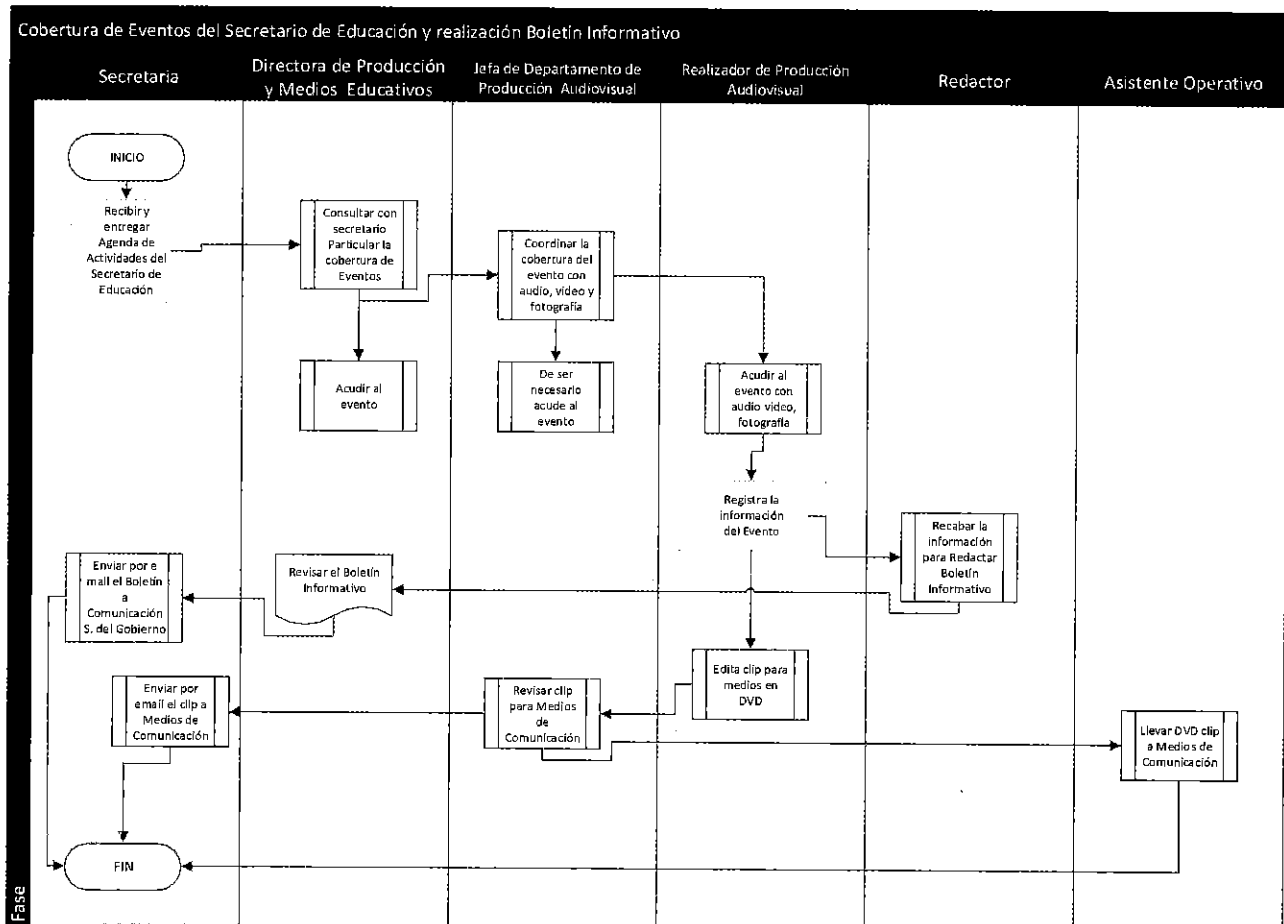 Cobertura de Eventos del Secretario de Educación y realización Boletín Informativo
Secretaria
Directora de Producción
y Medios Educativos
Jefa de Departamento de
Producción Audiovisual
Realizador de Producción
Audiovisual
Redactor
Asistente Operativo
INICIO
Recibir y
entregar
Agenda de
Actividades del
Secretario de
Educación
Consultar con
secretario
Particular la
cobertura de
Eventos
Coordinar la
cobertura del
evento con
audio, video y
fotografía
Acudir al
evento
De ser
necesario
acude al
evento
Acudir al
evento con
audio video,
fotografía
Registra la
información
del Evento
Recabar la
información
para Redactar
Boletín
Informativo
Revisar el Boletín
Informativo
Enviar por e
mail el Boletín
a
Comunicación
S. del Gobierno
Edita clip para
medios en
DVD
Revisar clip
para Medios
de
Comunicación
Enviar por
email el clip a
Medios de
Comunicación
Llevar DVD clip
a Medios de
Comunicación
FIN
Fase